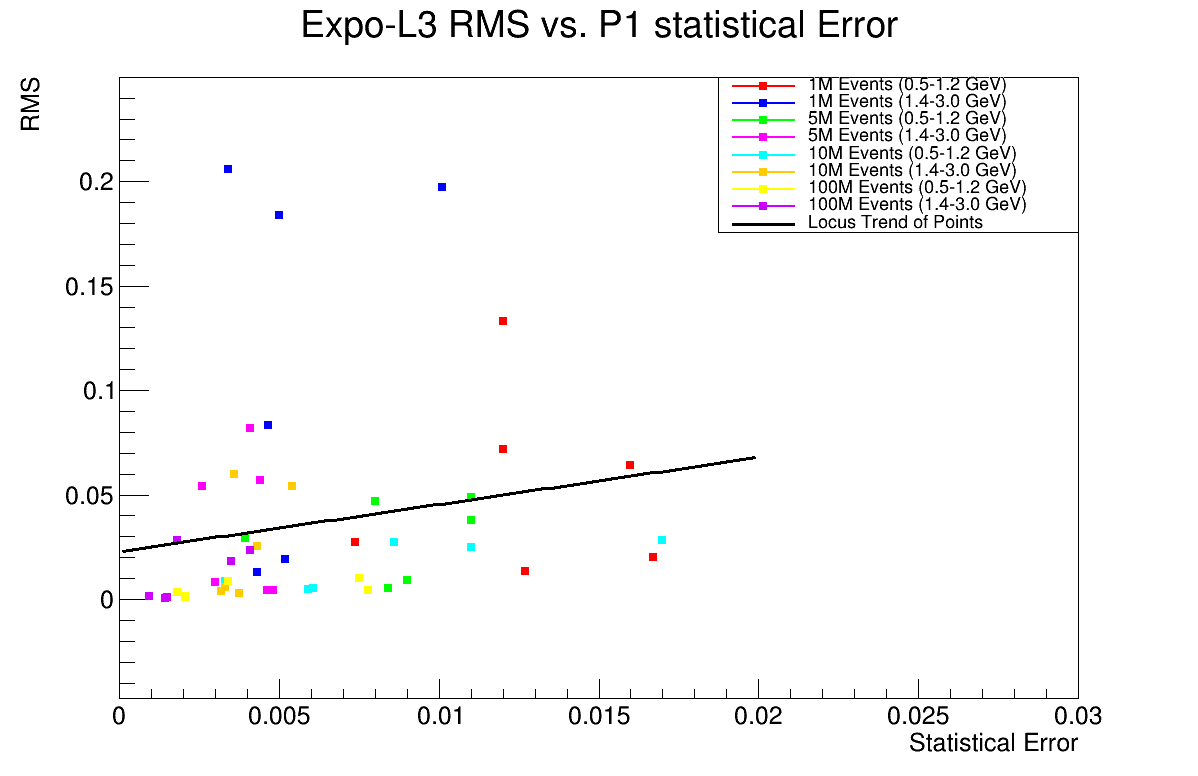 Expo-L3 RMS vs. P1 statistical Error
RMS
1M Events (0.5-1.2 GeV)
1M Events (1.4-3.0 GeV)
5M Events (0.5-1.2 GeV)
5M Events (1.4-3.0 GeV)
10M Events (0.5-1.2 GeV)
10M Events (1.4-3.0 GeV)
100M Events (0.5-1.2 GeV)
100M Events (1.4-3.0 GeV)
Locus Trend of Points
0.2
0.15
0.1
0.05
0
0 0.005 0.01 0.015 0.02 0.025 0.03
Statistical Error